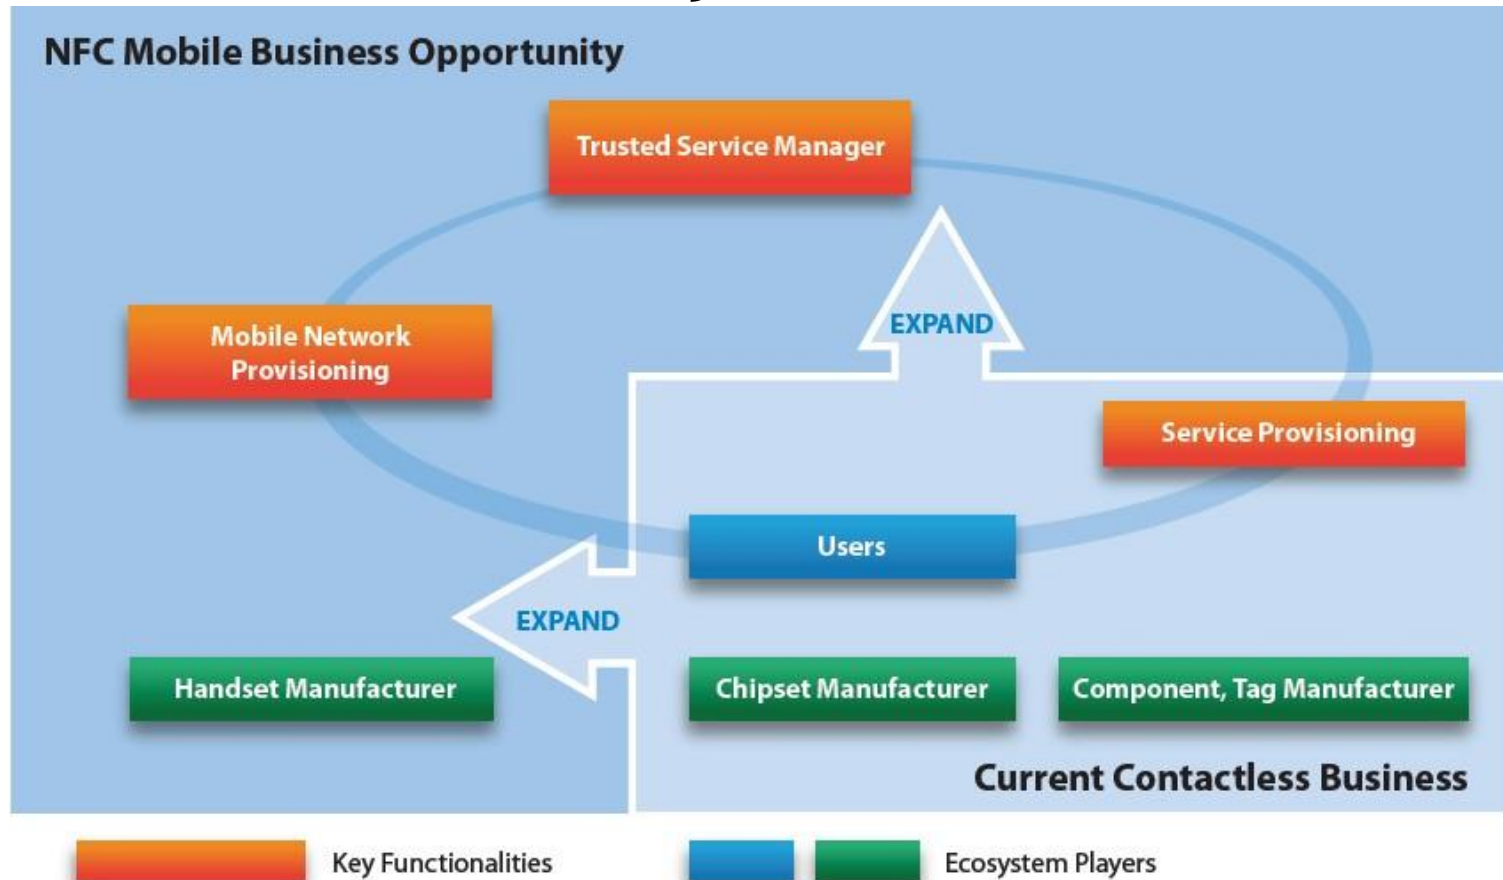 NFC Mobile Business Opportunity
Trusted Service Manager
EXPAND
Mobile Network
Provisioning
Service Provisioning
Users
EXPAND
Handset Manufacturer
Chipset Manufacturer
Component, Tag Manufacturer
Current Contactless Business
Key Functionalities
Ecosystem Players